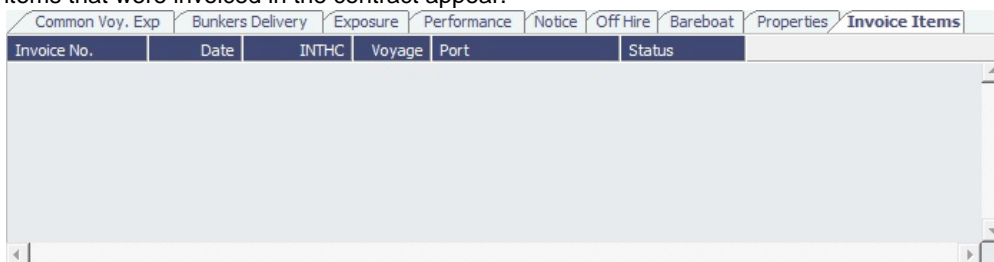 items that were invoiced in the contract appear.
Common Voy. Exp Bunkers Delivery Exposure Performance Notice Off Hire Bareboat Properties Invoice Items
Invoice No. Date INTHC Voyage Port Status